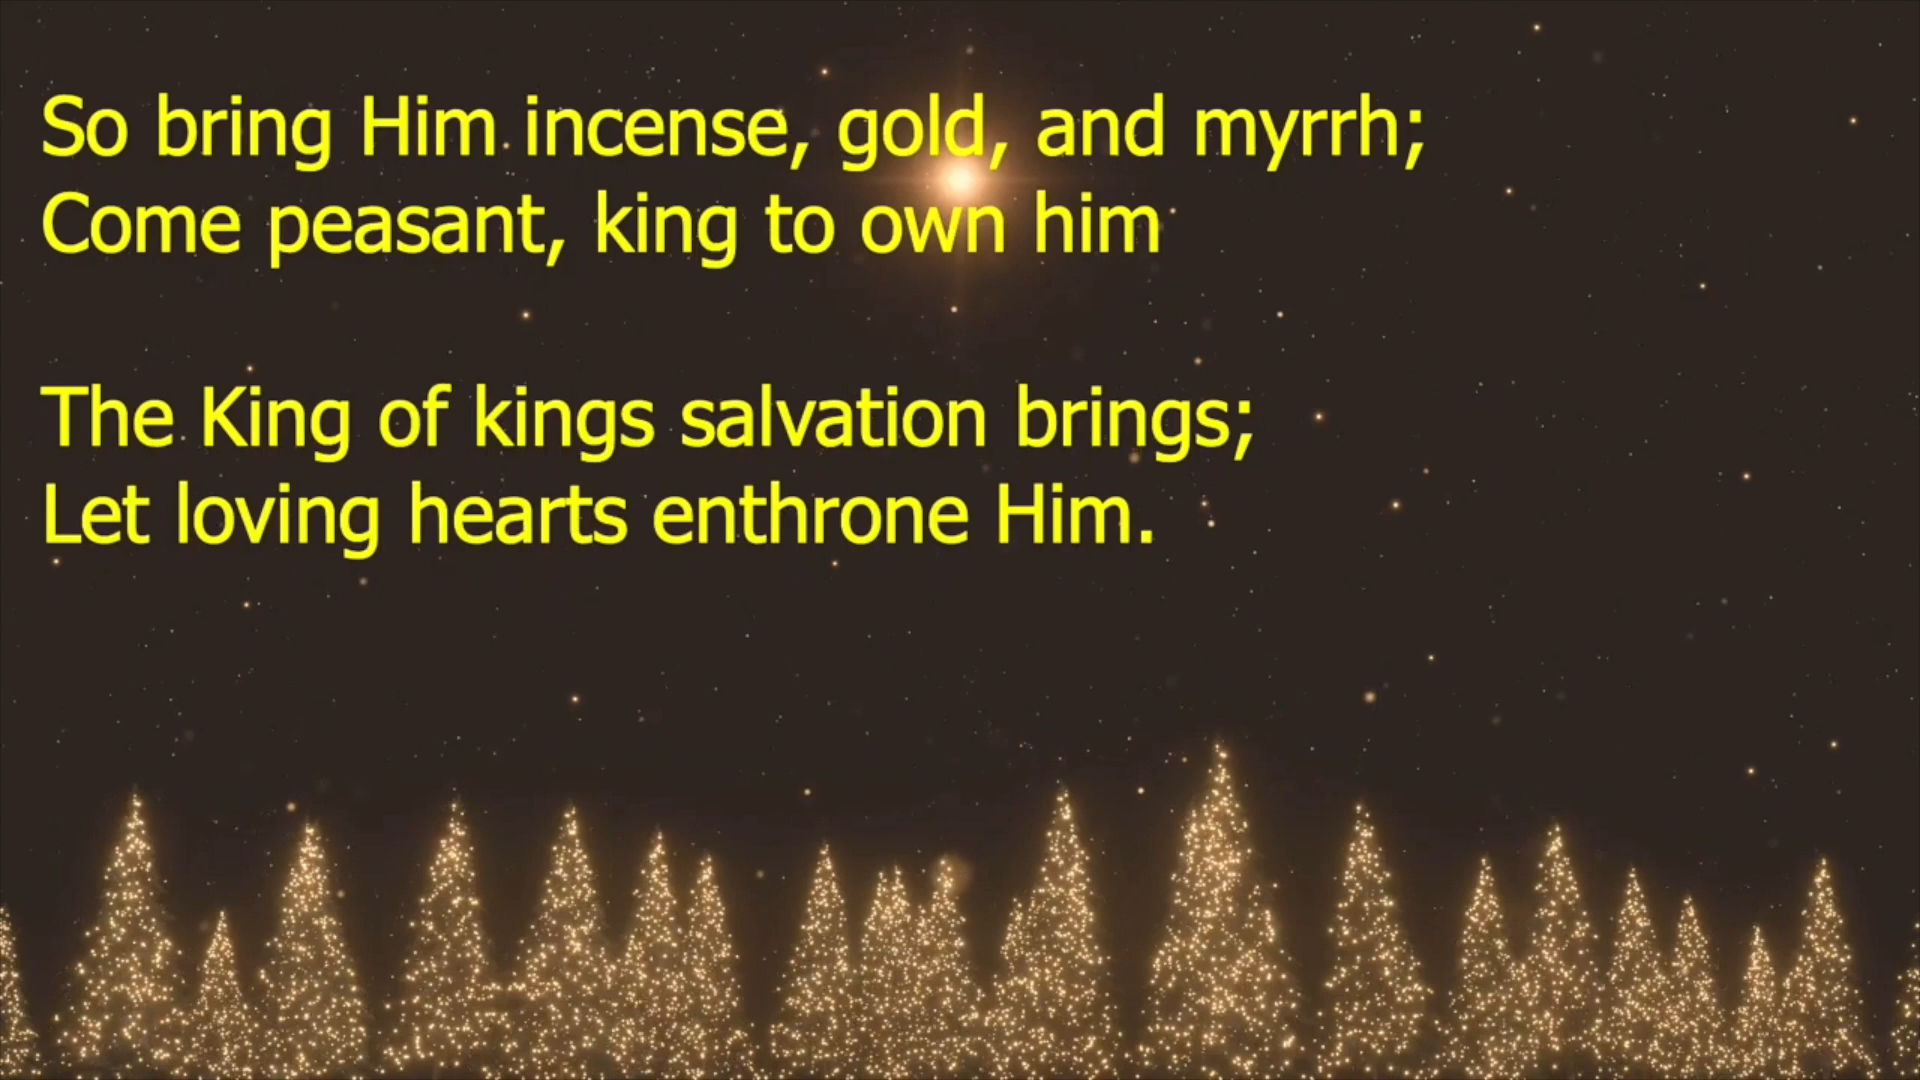 So bring Him incense, gold, and myrrh;
Come peasant, king to own him
The King of kings salvation brings;
Let loving hearts enthrone Him.